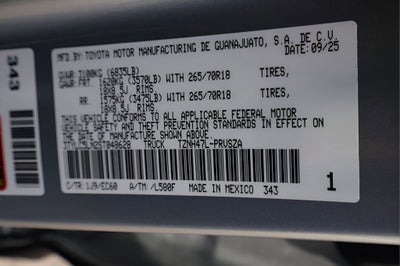 343
MFD.BY: TOYOTA MOTOR MANUFACTURING DE GUANAJUATO, S.A. DE C.V.
DATE: 09/25
GVWR 3100KG (6835LB)
GAWR FRT. 1620KG (3570LB) WITH 265/70R18 TIRES,
18X8.5J RIMS
RR. 1575KG (3475LB) WITH 265/70R18 TIRES,
18X8.5J RIMS
THIS VEHICLE CONFORMS TO ALL APPLICABLE FEDERAL MOTOR
VEHICLE SAFETY AND THEFT PREVENTION STANDARDS IN EFFECT ON
THE DATE OF MANUFACTURE SHOWN ABOVE.
TRUCK TZNH47L-PRVSZA
C/TR: 1J9/EC60 A/TM: /L580F MADE IN MEXICO 343
1